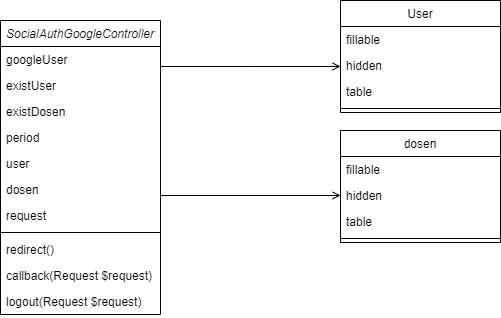 SocialAuthGoogleController
googleUser
existUser
existDosen
period
user
dosen
request
redirect()
callback(Request $request)
logout(Request $request)
User
fillable
hidden
table
dosen
fillable
hidden
table